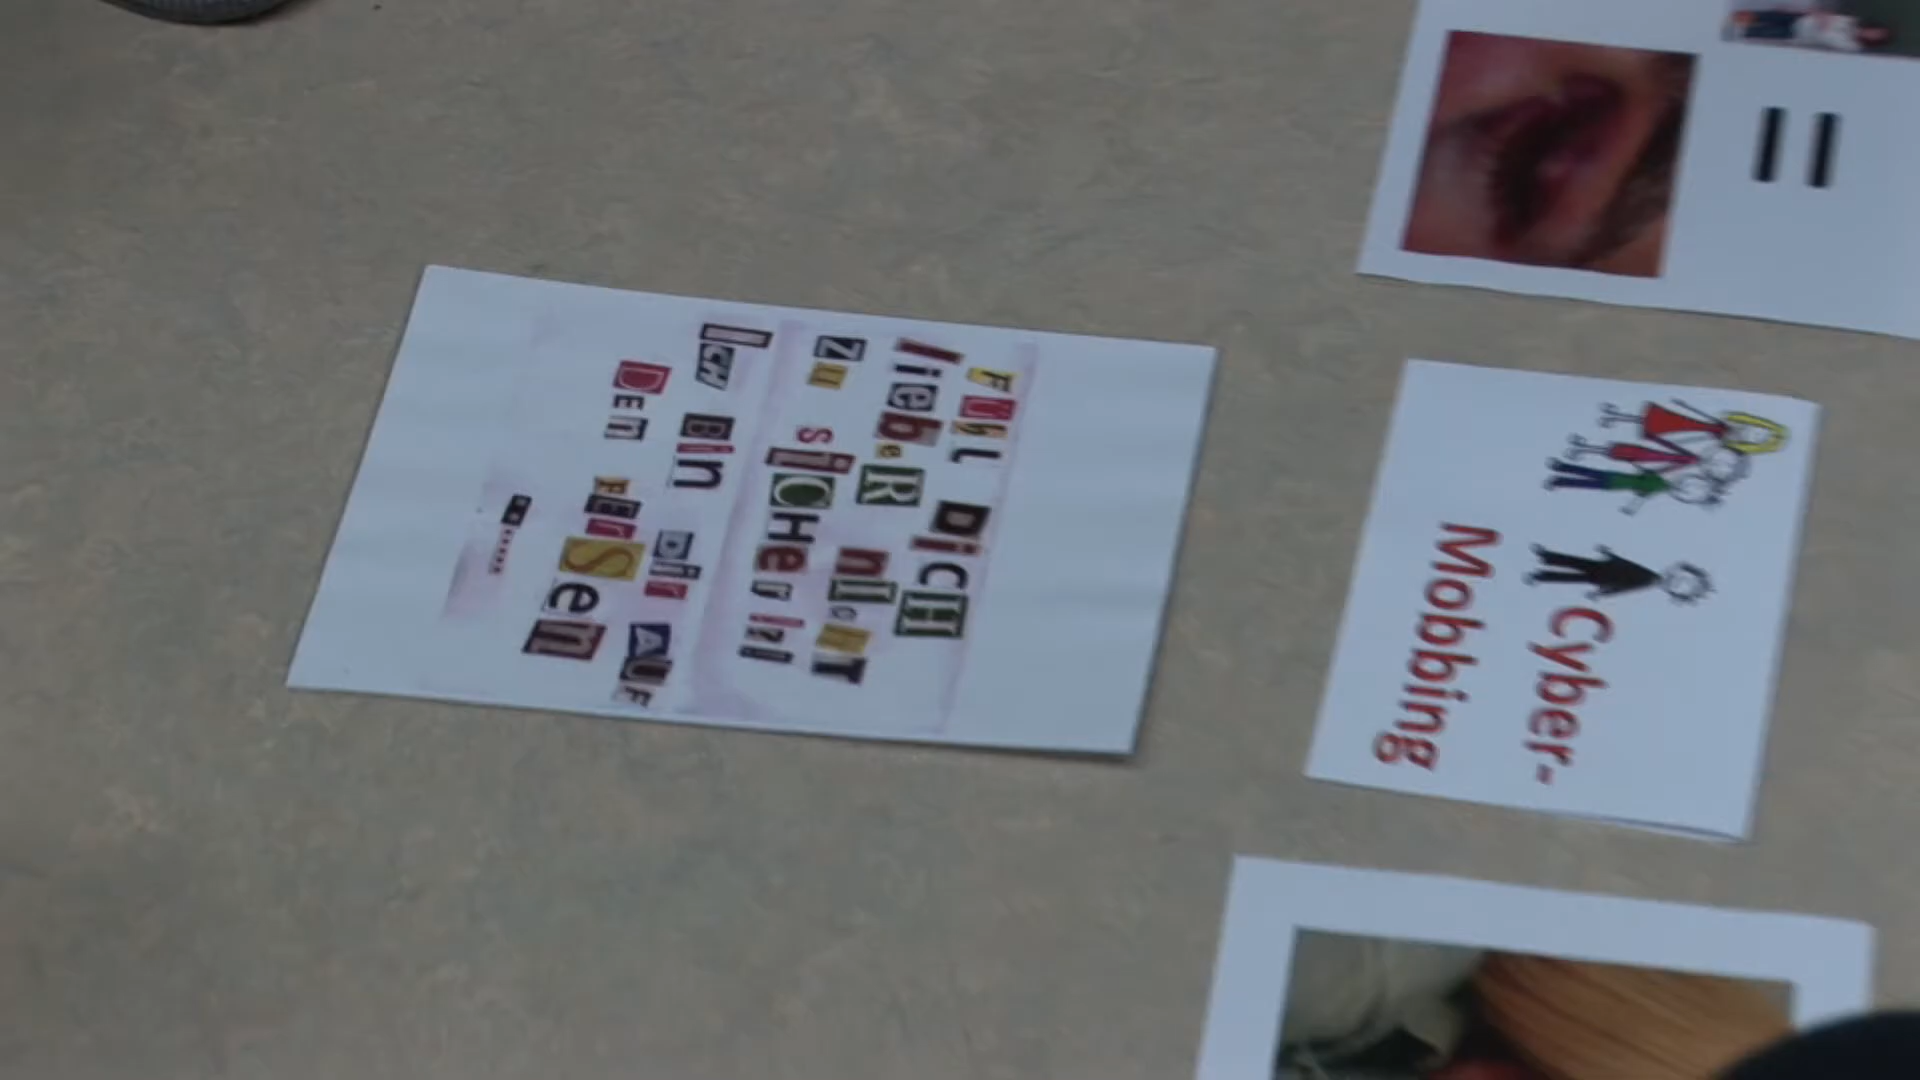 FühL DicH
lieber nIchT
Zu siCHer!!!
Ich Bin Dir AUF
Den FerSen
.....
=
Cyber-
Mobbing